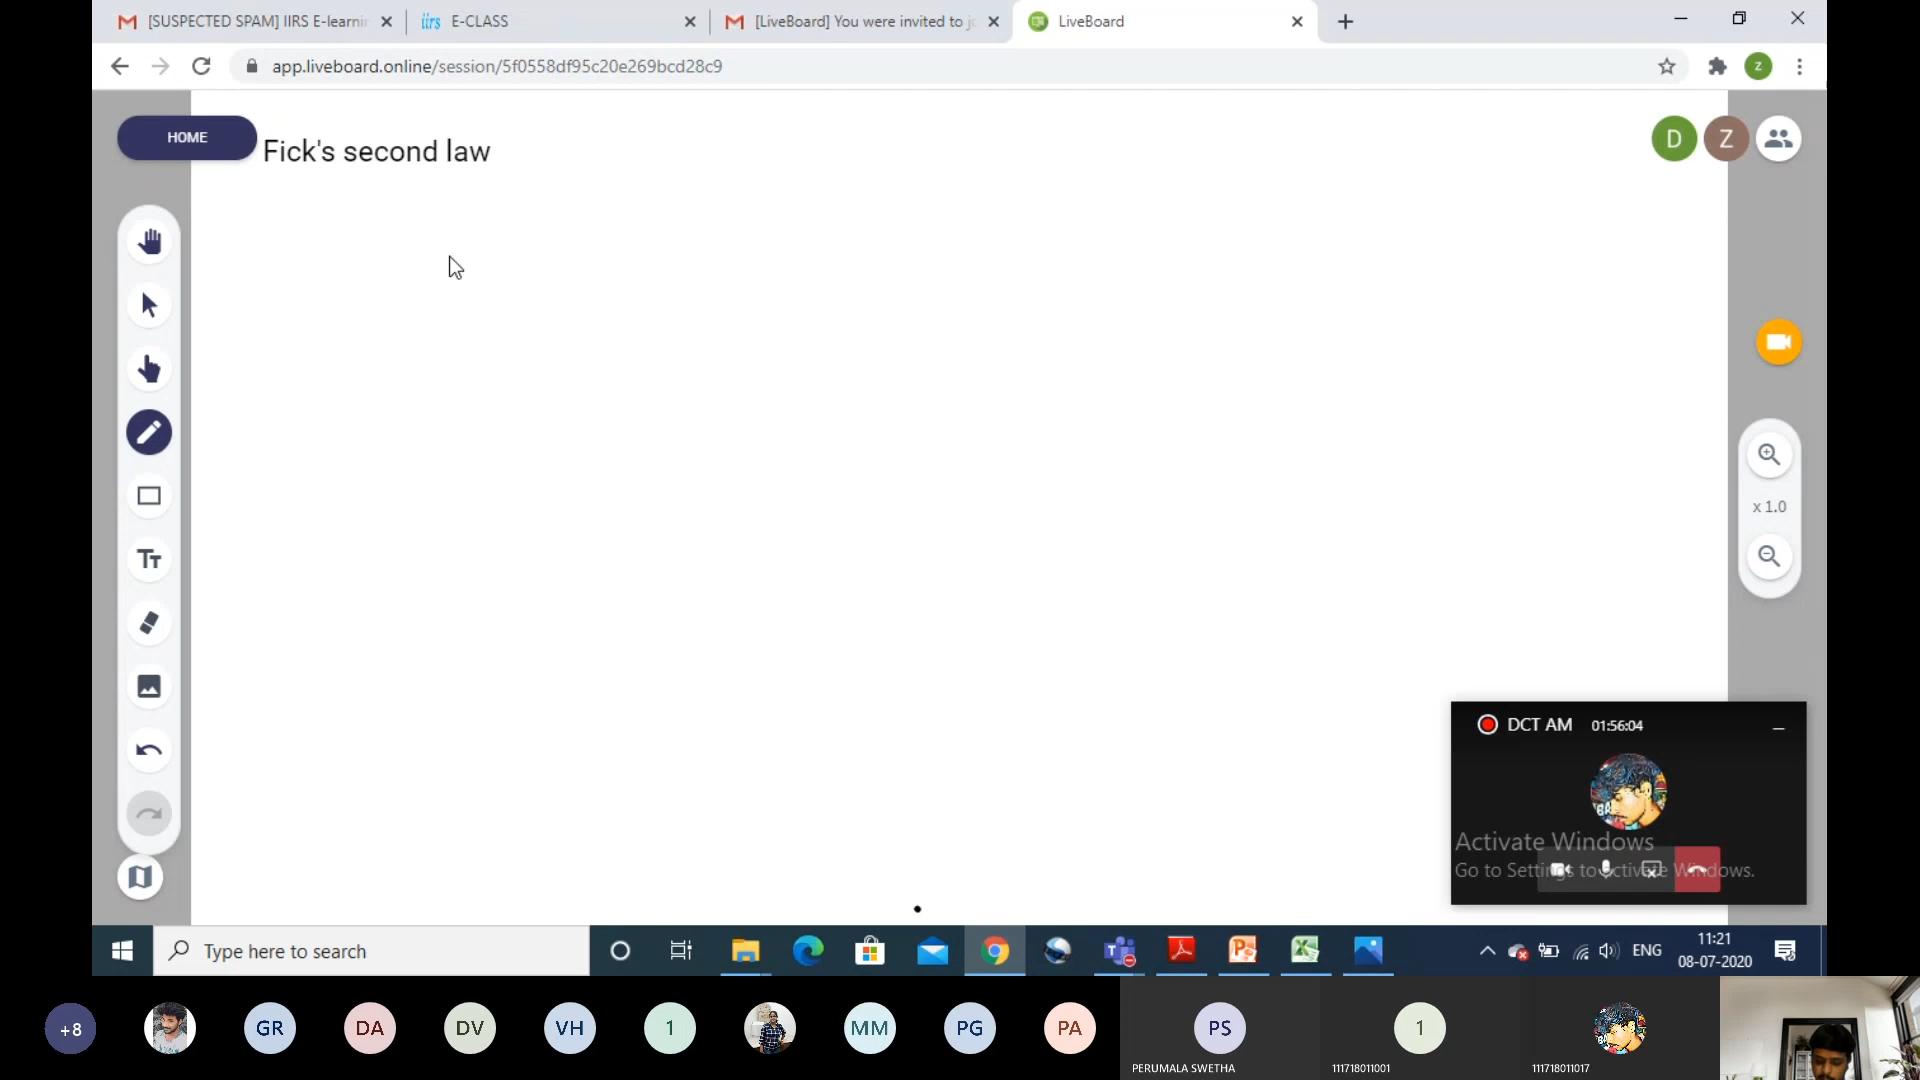 [SUSPECTED SPAM] IIRS E-learni
iirs E-CLASS
[LiveBoard] You were invited to j
LiveBoard
app.liveboard.online/session/5f0558df95c20e269bcd28c9
Z
HOME
Fick's second law
D
Z
x 1.0
Tт
DCT AM 01:56:04
Activate Windows
Go to Settings to activate Windows.
Type here to search
ENG
11:21
08-07-2020
+8
GR
DA
DV
VH
1
MM
PG
PA
PS
PERUMALA SWETHA
1
111718011001
111718011017